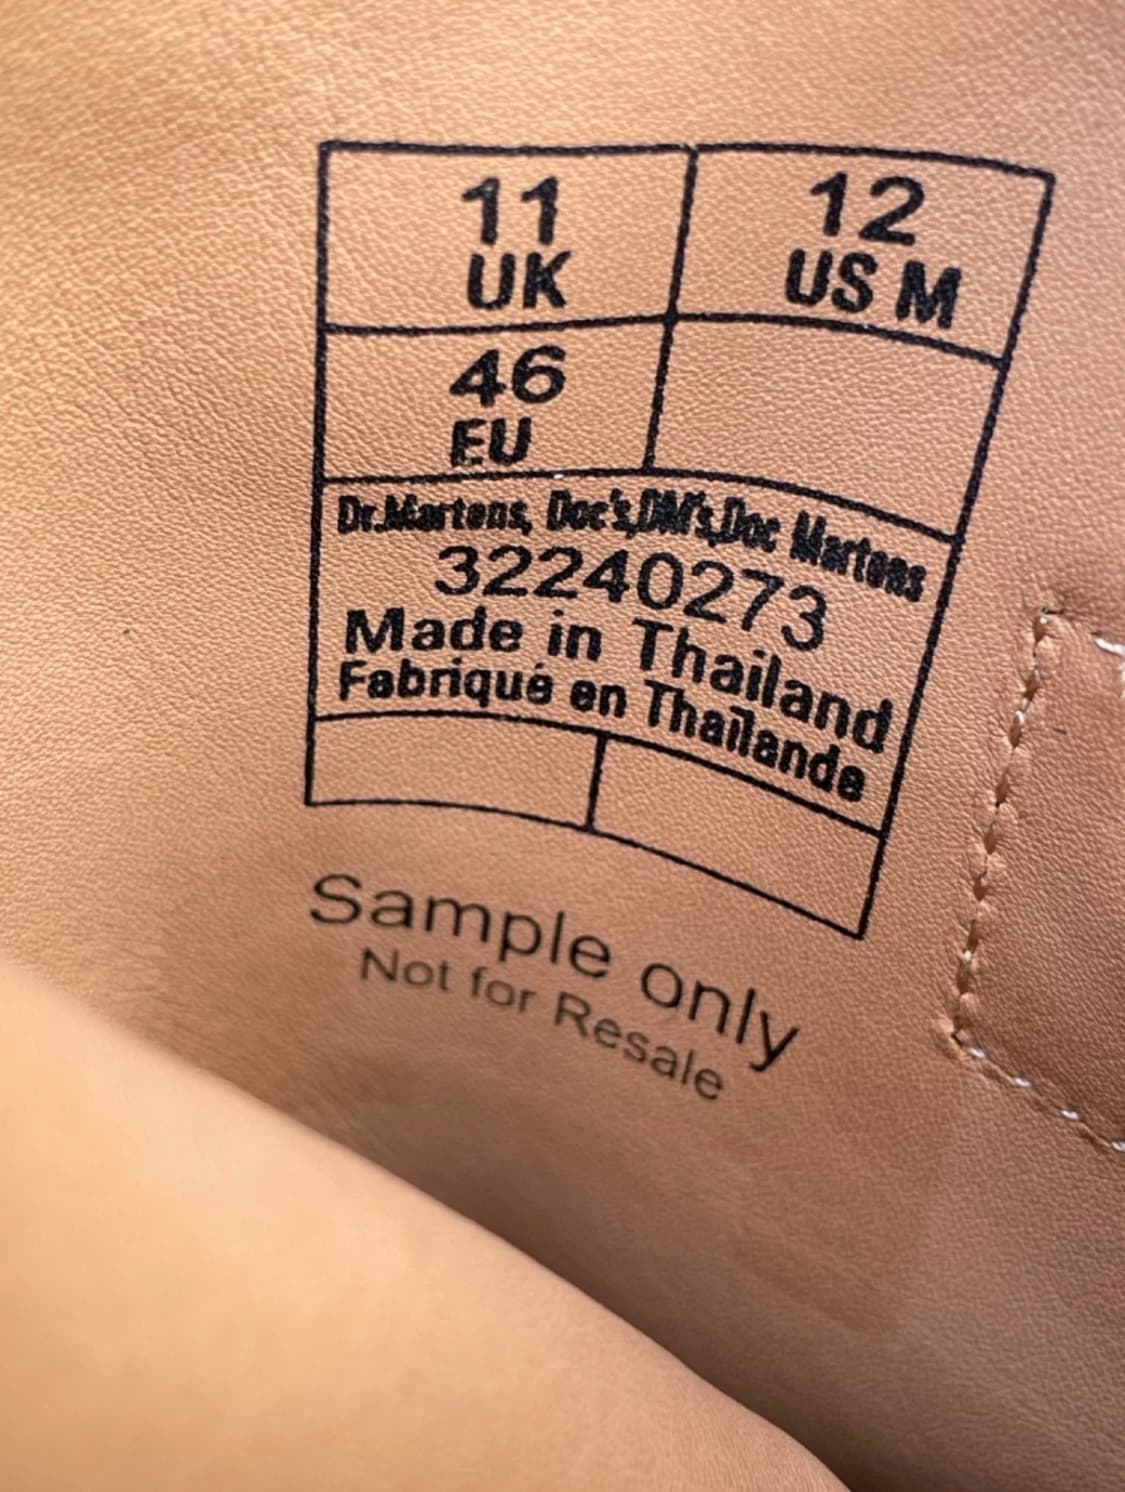 11
UK
12
US M
46
EU
Dr.Martens, Doc's,DM's,Doc Martens
32240273
Made in Thailand
Fabriqué en Thaïlande
Sample only
Not for Resale